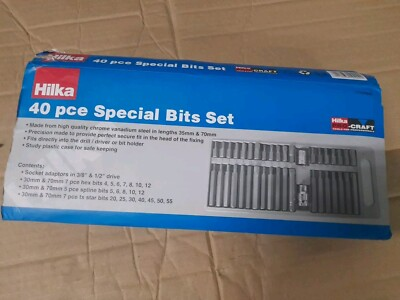 Hilka
40 pce Special Bits Set
Hilka
CRAFT
Hilka
40 pce Special Bits Set
Hilka
CRAFT
• Made from high quality chrome vanadium steel in lengths 35mm & 70mm
• Precision made to provide perfect secure fit in the head of the fixing
• Fits directly into the drill / driver or bit holder
• Study plastic case for safe keeping
Contents:
• Socket adaptors in 3/8" & 1/2" drive
• 30mm & 70mm 7 pce hex bits 4, 5, 6, 7, 8, 10, 12
• 30mm & 70mm 5 pce spline bits 5, 6, 8, 10, 12
• 30mm & 70mm 7 pce tx star bits 20, 25, 30, 40, 45, 50, 55